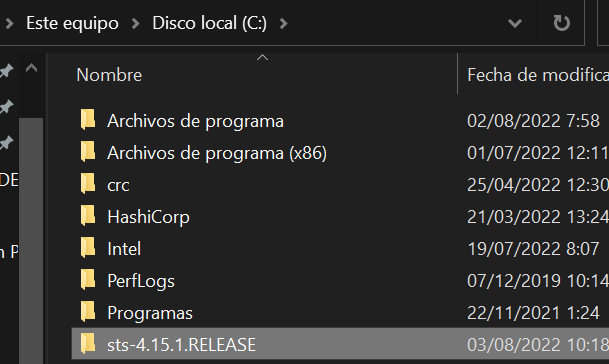 Este equipo > Disco local (C:) >
Nombre Fecha de modifica
Archivos de programa 02/08/2022 7:58
Archivos de programa (x86) 01/07/2022 12:11
DE
crc 25/04/2022 12:30
HashiCorp 21/03/2022 13:24
n P
Intel 19/07/2022 8:07
PerfLogs 07/12/2019 10:14
Programas 22/11/2021 1:24
sts-4.15.1.RELEASE 03/08/2022 10:18